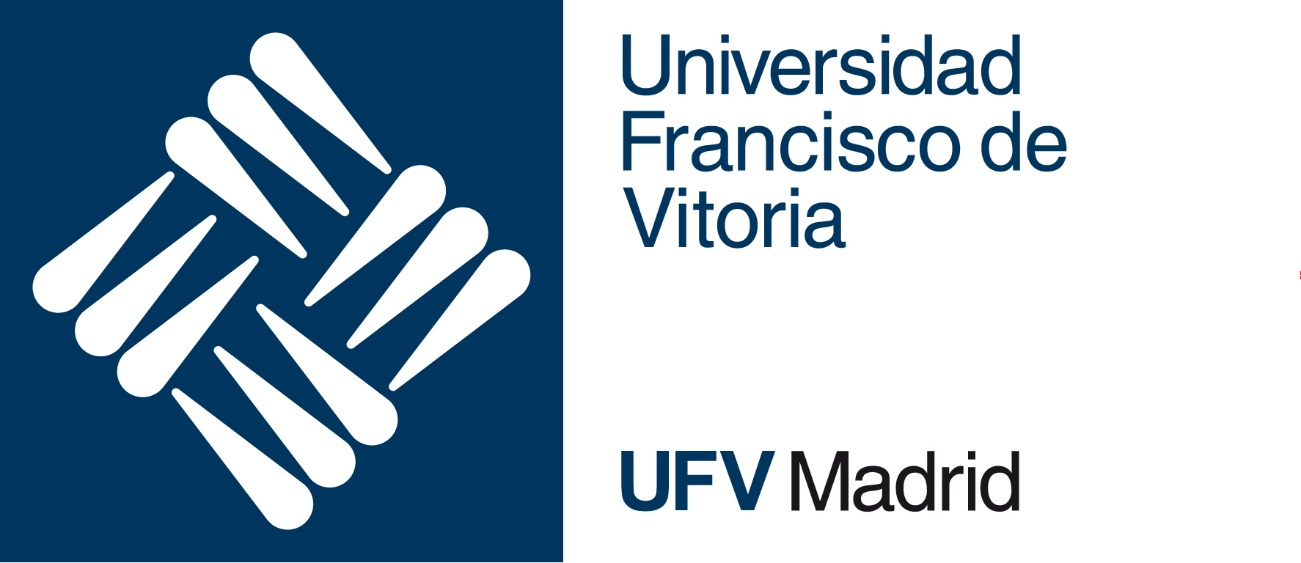 Universidad
Francisco de
Vitoria
UFV Madrid